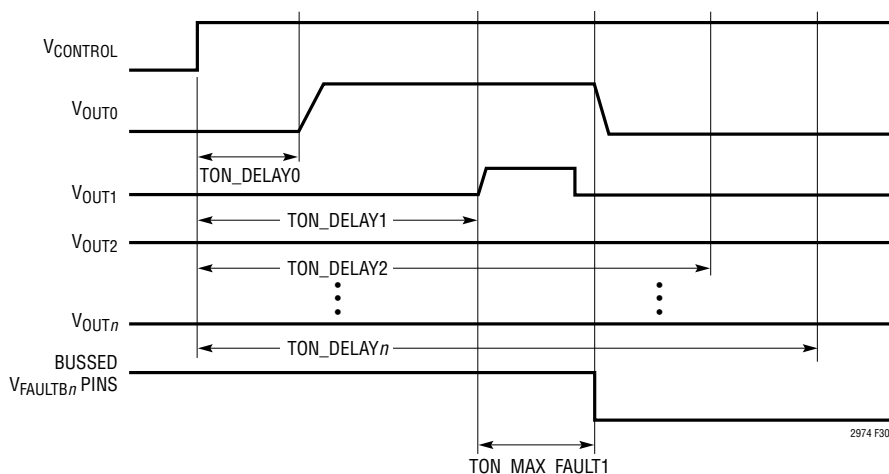 VCONTROL
VOUT0
TON_DELAY0
VOUT1
TON_DELAY1
VOUT2
TON_DELAY2
VOUTn
TON_DELAYn
BUSSED
VFAULTBn PINS
2974 F30
TON_MAX_FAULT1